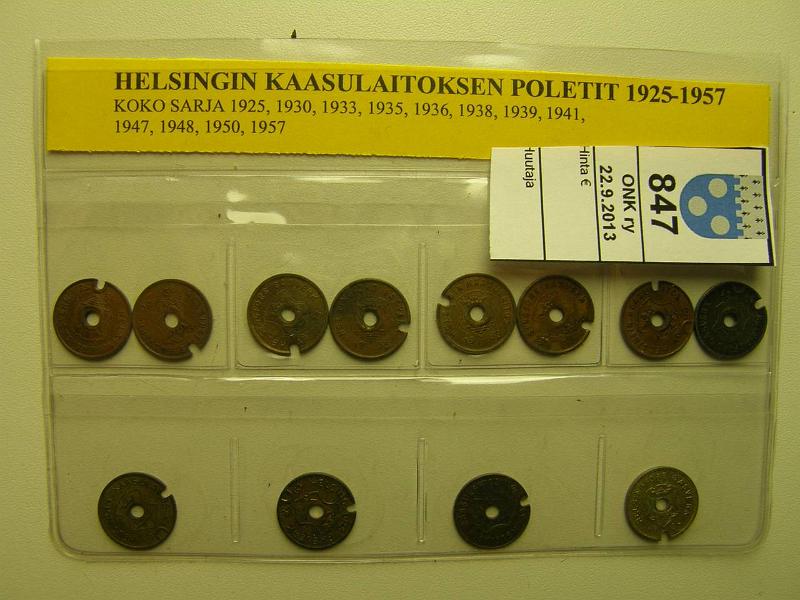 HELSINGIN KAASULAITOKSEN POLETIT 1925-1957
KOKO SARJA 1925, 1930, 1933, 1935, 1936, 1938, 1939, 1941,
1947, 1948, 1950, 1957
847
ONK ry
22.9.2013
Hinta €
Huutaja